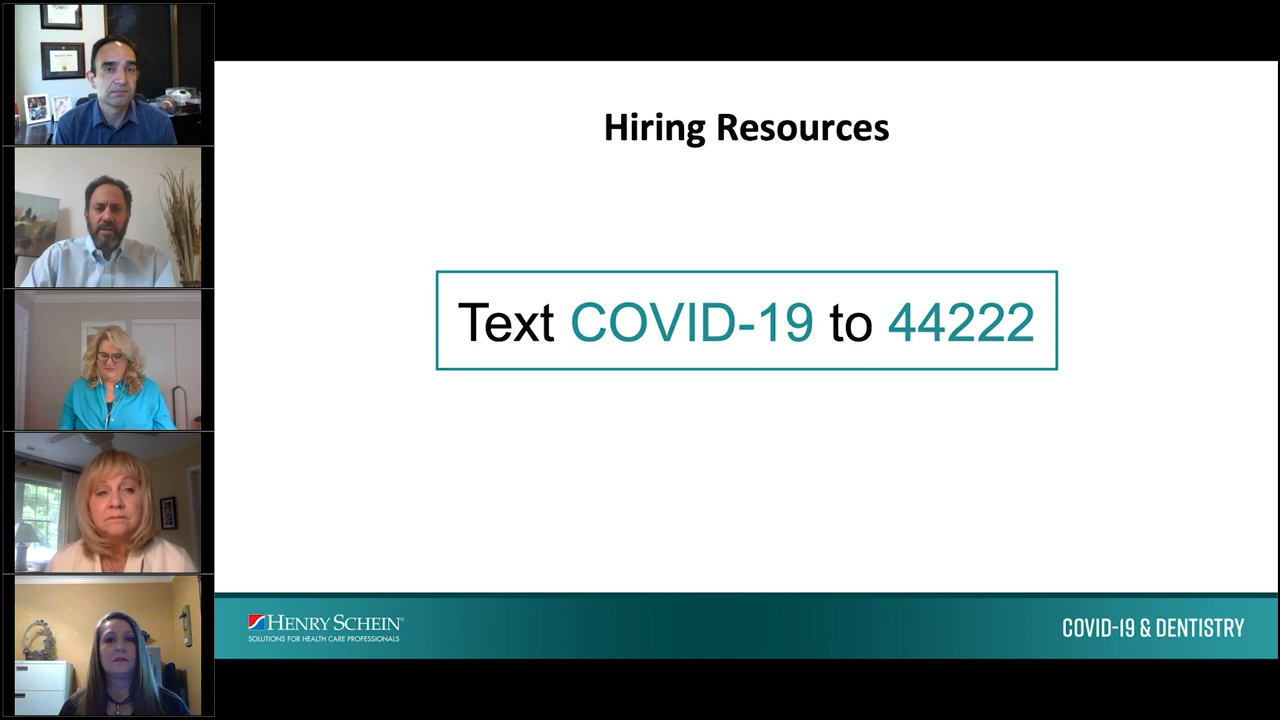 Hiring Resources
Text COVID-19 to 44222
HENRY SCHEIN®
SOLUTIONS FOR HEALTH CARE PROFESSIONALS
COVID-19 & DENTISTRY